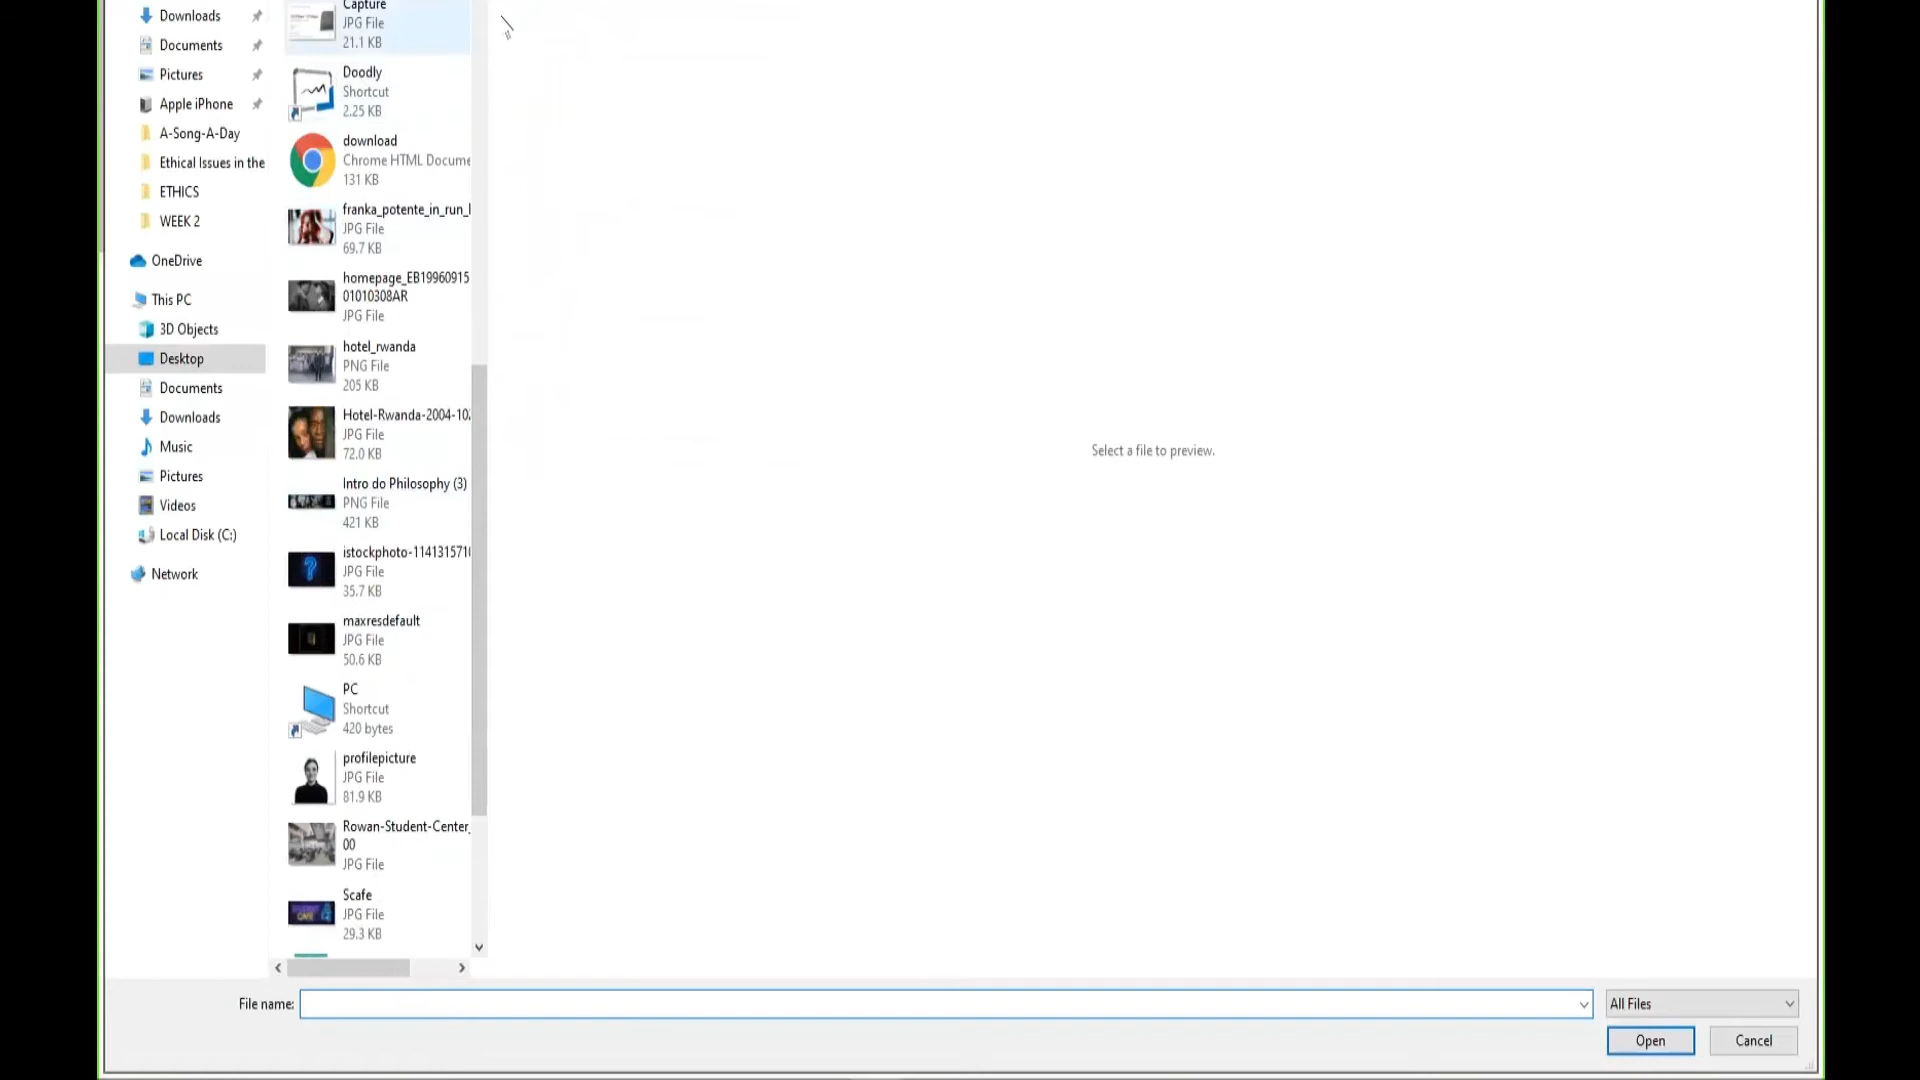 Downloads
Documents
Pictures
Apple iPhone
A-Song-A-Day
Ethical Issues in the
ETHICS
WEEK 2
OneDrive
This PC
3D Objects
Desktop
Documents
Downloads
Music
Pictures
Videos
Local Disk (C:)
Network
Capture
JPG File
21.1 KB
Doodly
Shortcut
2.25 KB
download
Chrome HTML Docume
131 KB
franka_potente_in_run_l
JPG File
69.7 KB
homepage_EB19960915
01010308AR
JPG File
hotel_rwanda
PNG File
205 KB
Hotel-Rwanda-2004-102
JPG File
72.0 KB
Intro do Philosophy (3)
PNG File
421 KB
istockphoto-1141315710
JPG File
35.7 KB
maxresdefault
JPG File
50.6 KB
PC
Shortcut
420 bytes
profilepicture
JPG File
81.9 KB
Rowan-Student-Center_
00
JPG File
Scafe
JPG File
29.3 KB
Select a file to preview.
File name:
All Files
Open
Cancel